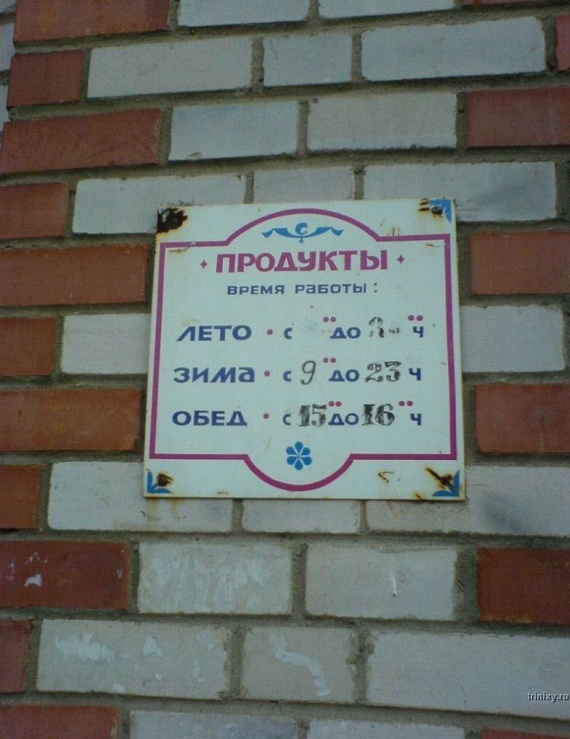 ПРОДУКТЫ
ВРЕМЯ РАБОТЫ:
ЛЕТО • с до ч
ЗИМА • с 9 до 23 ч
ОБЕД • с 15 до 16 ч
trinixy.ru